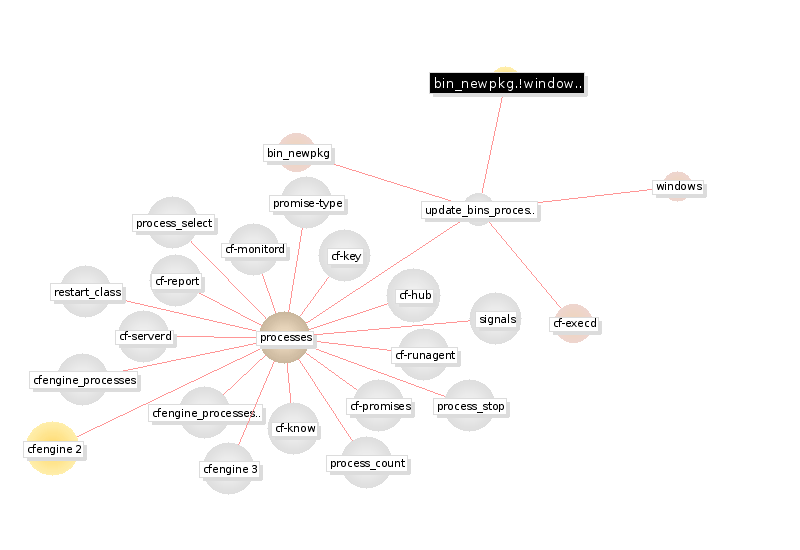 bin_newpkg.!window..
bin_newpkg
windows
promise-type
update_bins_proces..
process_select
cf-monitord
cf-key
cf-report
restart_class
cf-hub
signals
cf-execd
cf-serverd
processes
cf-runagent
cfengine_processes
cfengine_processes..
cf-promises
process_stop
cf-know
cfengine 2
process_count
cfengine 3